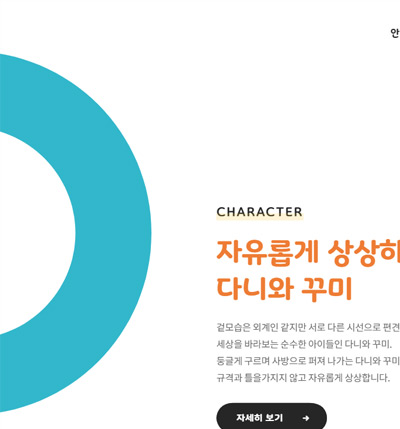 안
CHARACTER
자유롭게 상상하
다니와 꾸미
겉모습은 외계인 같지만 서로 다른 시선으로 편견
세상을 바라보는 순수한 아이들인 다니와 꾸미.
둥글게 구르며 사방으로 퍼져 나가는 다니와 꾸미
규격과 틀을가지지 않고 자유롭게 상상합니다.
자세히 보기 →